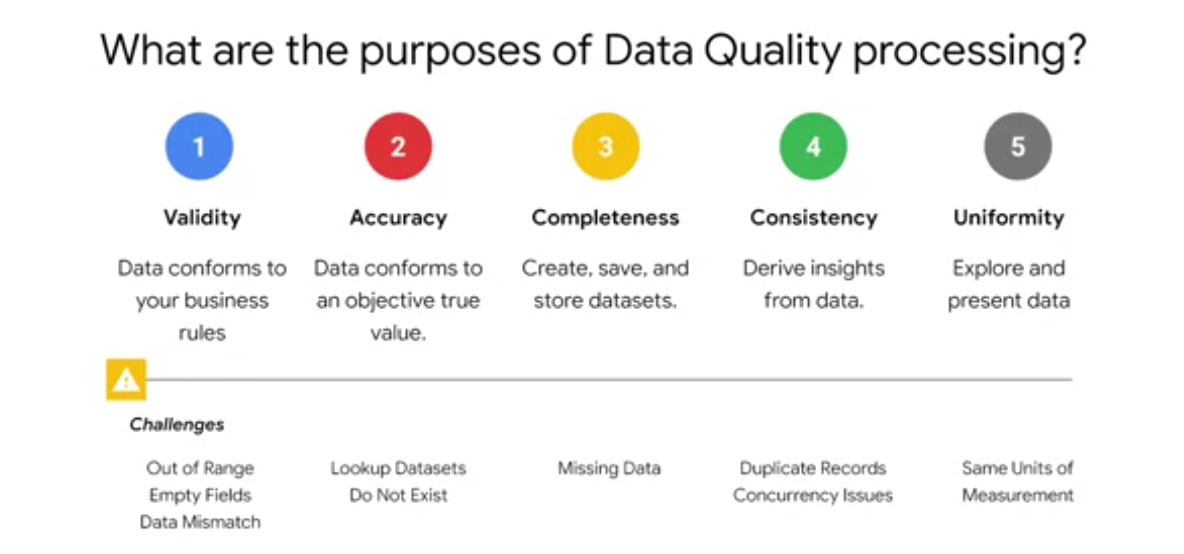 What are the purposes of Data Quality processing?
1
2
3
4
5
Validity
Accuracy
Completeness
Consistency
Uniformity
Data conforms to
your business
rules
Data conforms to
an objective true
value.
Create, save, and
store datasets.
Derive insights
from data.
Explore and
present data
Challenges
Out of Range
Empty Fields
Data Mismatch
Lookup Datasets
Do Not Exist
Missing Data
Duplicate Records
Concurrency Issues
Same Units of
Measurement